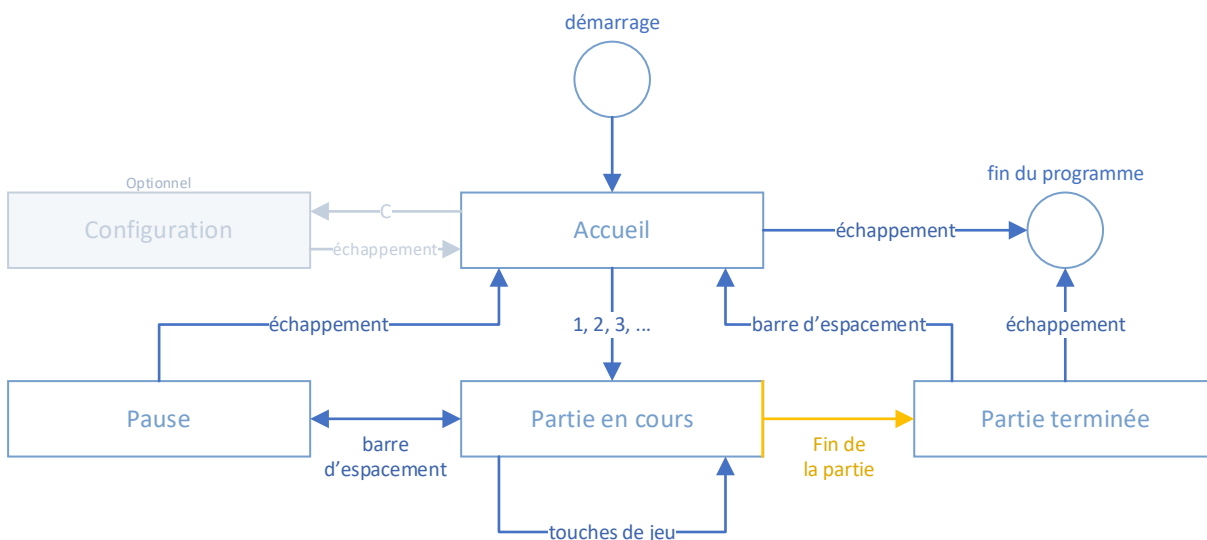 démarrage
Optionnel
fin du programme
C
Configuration
Accueil
échappement
échappement
échappement
1, 2, 3, ...
barre d’espacement
échappement
Pause
Partie en cours
Partie terminée
barre
d’espacement
Fin de
la partie
touches de jeu